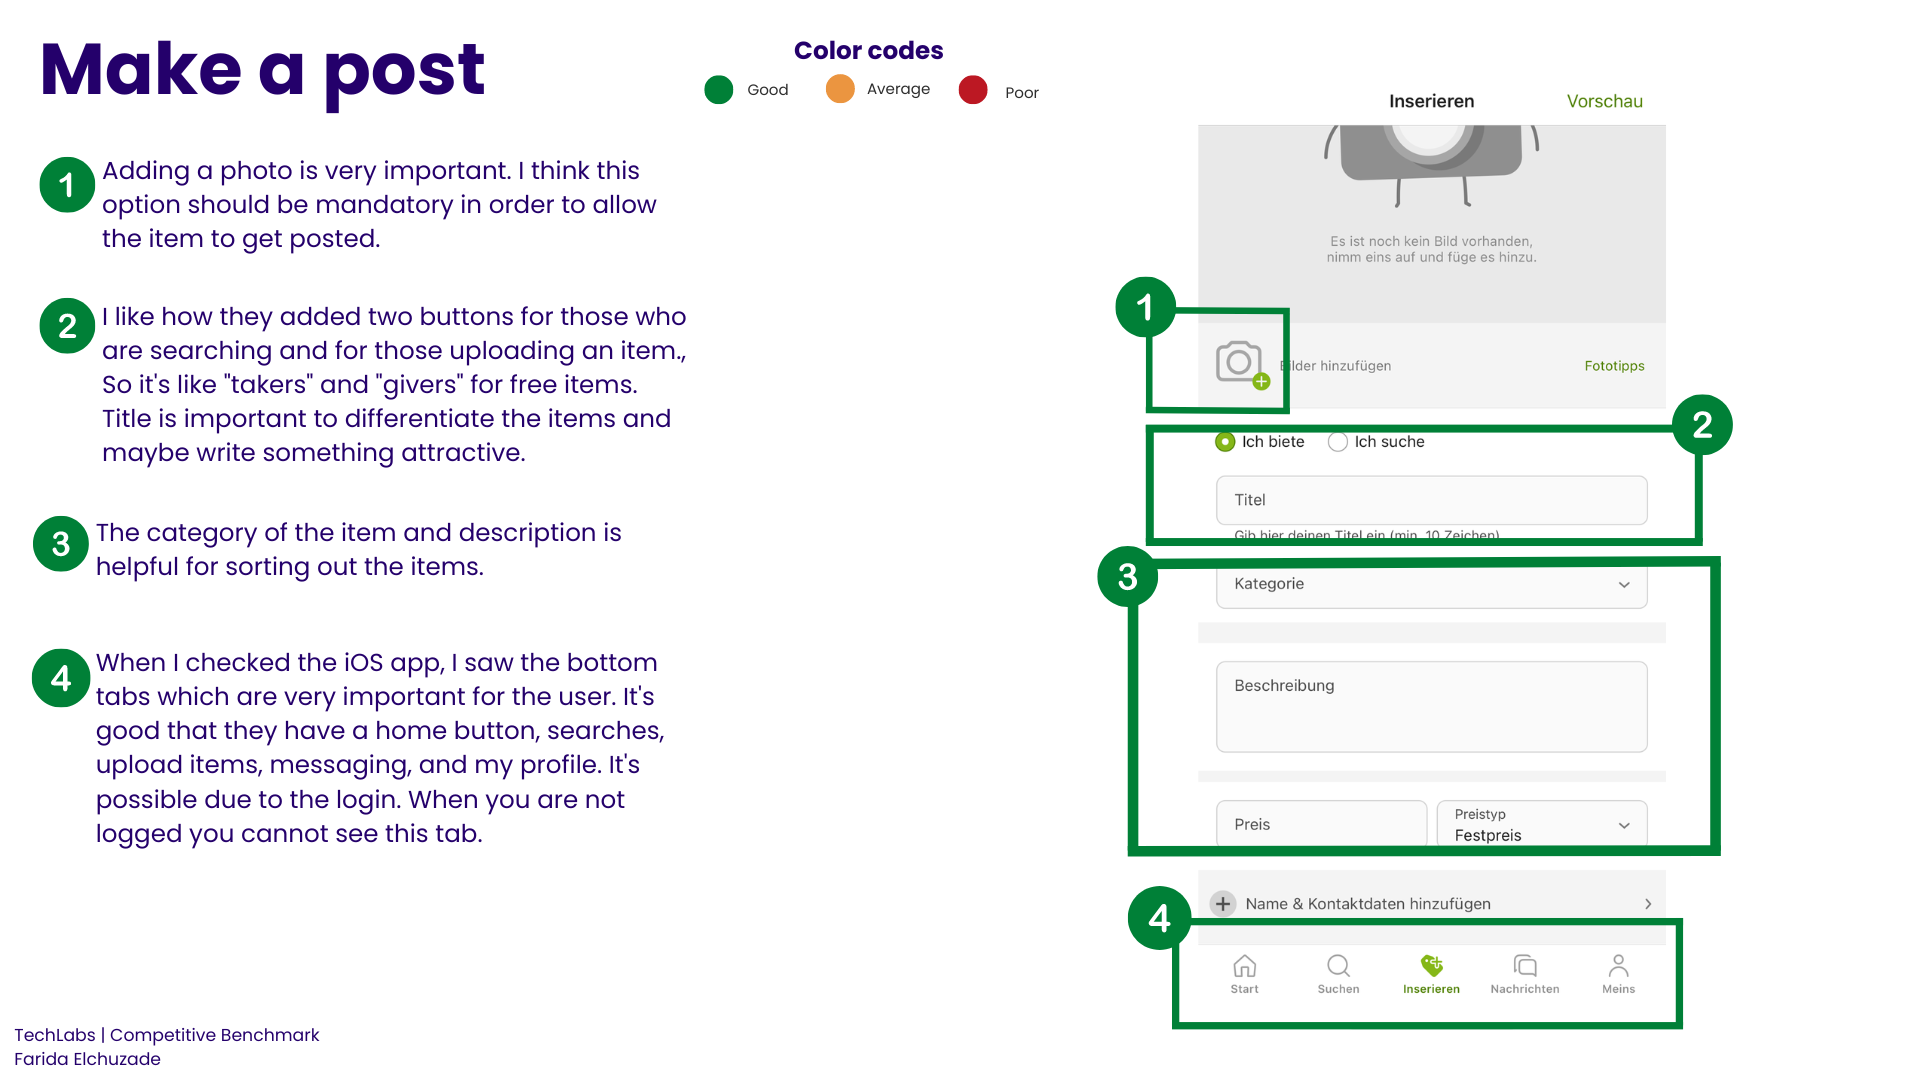 Make a post
Color codes
Good
Average
Poor
1
Adding a photo is very important. I think this
option should be mandatory in order to allow
the item to get posted.
2
I like how they added two buttons for those who
are searching and for those uploading an item.,
So it's like "takers" and "givers" for free items.
Title is important to differentiate the items and
maybe write something attractive.
3
The category of the item and description is
helpful for sorting out the items.
4
When I checked the iOS app, I saw the bottom
tabs which are very important for the user. It's
good that they have a home button, searches,
upload items, messaging, and my profile. It's
possible due to the login. When you are not
logged you cannot see this tab.
TechLabs | Competitive Benchmark
Farida Elchuzade
Inserieren
Vorschau
Es ist noch kein Bild vorhanden,
nimm eins auf und füge es hinzu.
1
Bilder hinzufügen
Fototipps
2
Ich biete
Ich suche
Titel
Gib hier deinen Titel ein (min. 10 Zeichen)
3
Kategorie
Beschreibung
Preis
Preistyp
Festpreis
4
Name & Kontaktdaten hinzufügen
Start
Suchen
Inserieren
Nachrichten
Meins